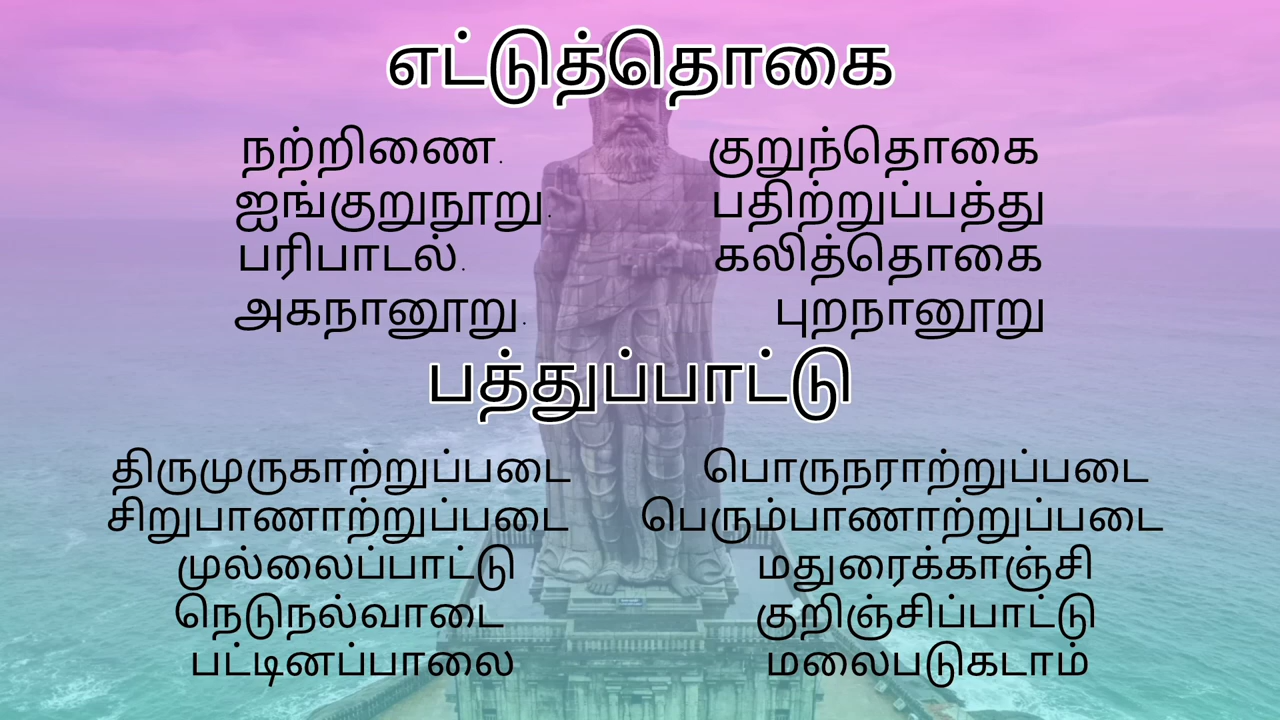 எட்டுத்தொகை
நற்றிணை. குறுந்தொகை
ஐங்குறுநூறு. பதிற்றுப்பத்து
பரிபாடல். கலித்தொகை
அகநானூறு. புறநானூறு
பத்துப்பாட்டு
திருமுருகாற்றுப்படை பொருநராற்றுப்படை
சிறுபாணாற்றுப்படை பெரும்பாணாற்றுப்படை
முல்லைப்பாட்டு மதுரைக்காஞ்சி
நெடுநல்வாடை குறிஞ்சிப்பாட்டு
பட்டினப்பாலை மலைபடுகடாம்